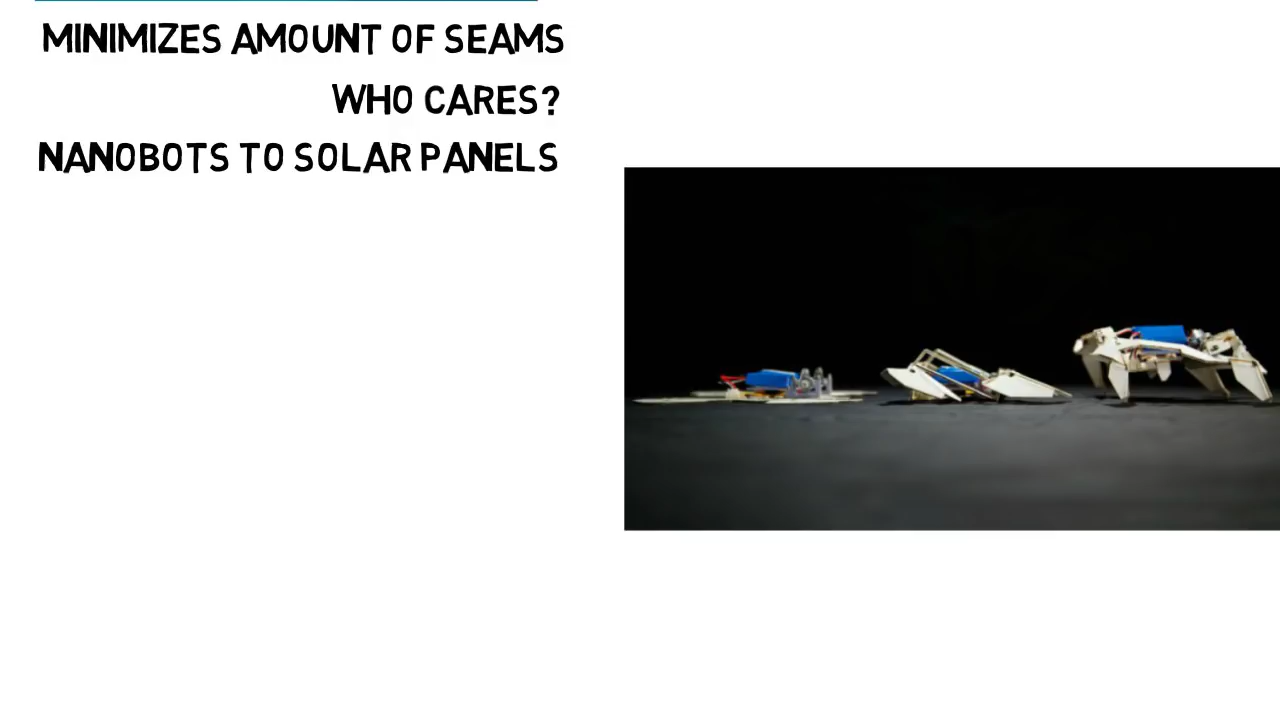 MINIMIZES AMOUNT OF SEAMS
WHO CARES?
NANOBOTS TO SOLAR PANELS